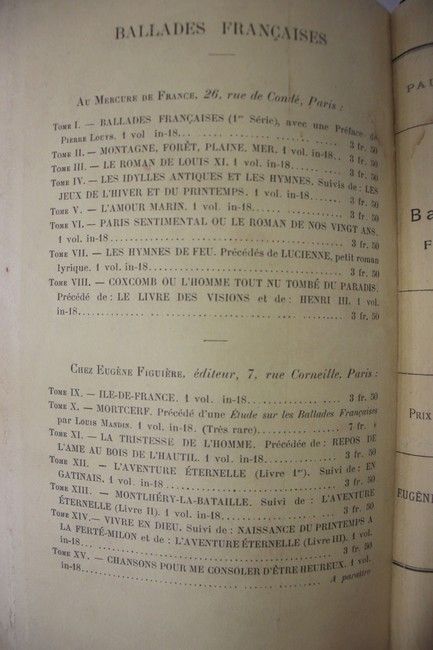 BALLADES FRANÇAISES
AU MERCURE DE FRANCE, 26, rue de Condé, Paris :
TOME I. — BALLADES FRANÇAISES (1re Série), avec une Préface de
PIERRE LOUYS. 1 vol. in-18. 3 fr. 50
TOME II. — MONTAGNE, FORÊT, PLAINE, MER. 1 vol. in-18.. 3 fr. 50
TOME III. — LE ROMAN DE LOUIS XI. 1 vol. in-18. 3 fr. 50
TOME IV. — LES IDYLLES ANTIQUES ET LES HYMNES. Suivis de : LES
JEUX DE L'HIVER ET DU PRINTEMPS. 1 vol. in-18. 3 fr. 50
TOME V. — L'AMOUR MARIN. 1 vol. in-18. 3 fr. 50
TOME VI. — PARIS SENTIMENTAL OU LE ROMAN DE NOS VINGT ANS.
1 vol. in-18. 3 fr. 50
TOME VII. — LES HYMNES DE FEU. Précédés de LUCIENNE, petit roman
lyrique. 1 vol. in-18. 3 fr. 50
TOME VIII. — COXCOMB OU L'HOMME TOUT NU TOMBÉ DU PARADIS.
Précédé de : LE LIVRE DES VISIONS et de : HENRI III. 1 vol.
in-18. 3 fr. 50
CHEZ EUGÈNE FIGUIÈRE, éditeur, 7, rue Corneille, Paris :
TOME IX. — ILE-DE-FRANCE. 1 vol. in-18. 3 fr. 50
TOME X. — MORTCERF. Précédé d'une Étude sur les Ballades Françaises
par LOUIS MANDIN. 1 vol. in-18. (Très rare) 7 fr. »
TOME XI. — LA TRISTESSE DE L'HOMME. Précédée de : REPOS DE
L'AME AU BOIS DE L'HAUTIL. 1 vol. in-18. 3 fr. 50
TOME XII. — L'AVENTURE ÉTERNELLE (Livre 1er). Suivi de : EN
GATINAIS. 1 vol. in-18. 3 fr. 50
TOME XIII. — MONTLHÉRY-LA-BATAILLE. Suivi de : L'AVENTURE
ÉTERNELLE (Livre II). 1 vol. in-18. 3 fr. 50
TOME XIV. — VIVRE EN DIEU. Suivi de : NAISSANCE DU PRINTEMPS A
LA FERTÉ-MILON et de : L'AVENTURE ÉTERNELLE (Livre III). 1 vol.
in-18. 3 fr. 50
TOME XV. — CHANSONS POUR ME CONSOLER D'ÊTRE HEUREUX. 1 vol.
in-18. A paraître
PAU
Ba
F
PRIX
EUGÈNE